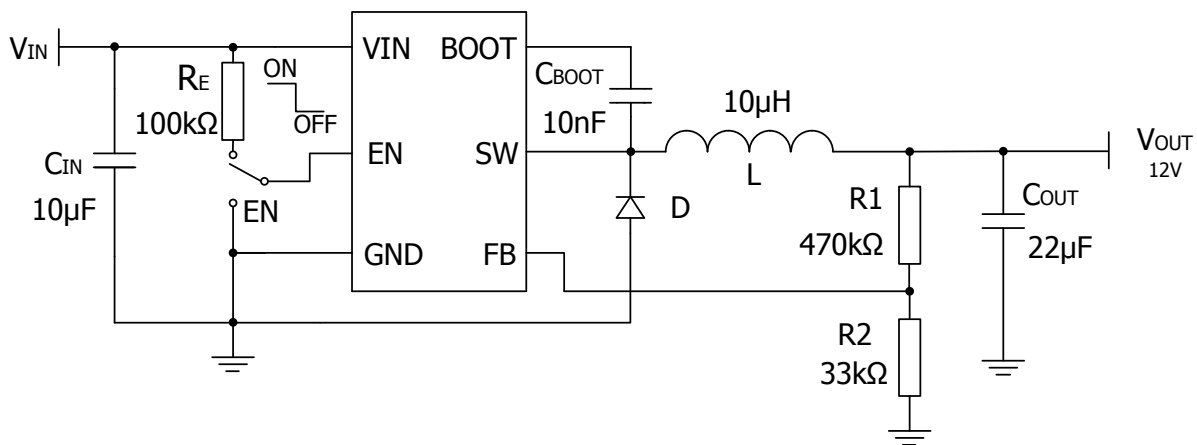 VIN
RE
100kΩ
ON
OFF
CIN
10µF
EN
VIN
BOOT
EN
SW
GND
FB
CBOOT
10nF
10µH
L
D
R1
470kΩ
R2
33kΩ
COUT
22µF
VOUT
12V